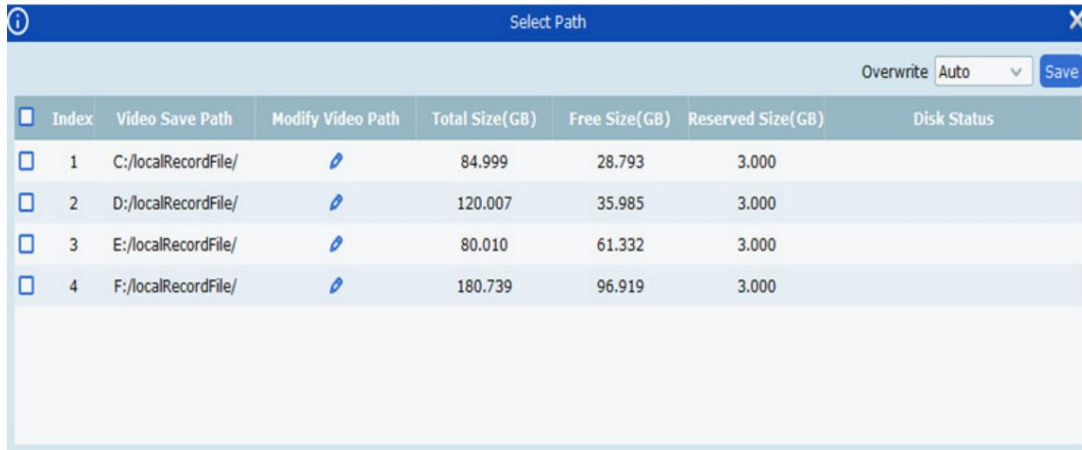 Select Path
Overwrite Auto Save
Index Video Save Path Modify Video Path Total Size(GB) Free Size(GB) Reserved Size(GB) Disk Status
1 C:/localRecordFile/ 84.999 28.793 3.000
2 D:/localRecordFile/ 120.007 35.985 3.000
3 E:/localRecordFile/ 80.010 61.332 3.000
4 F:/localRecordFile/ 180.739 96.919 3.000